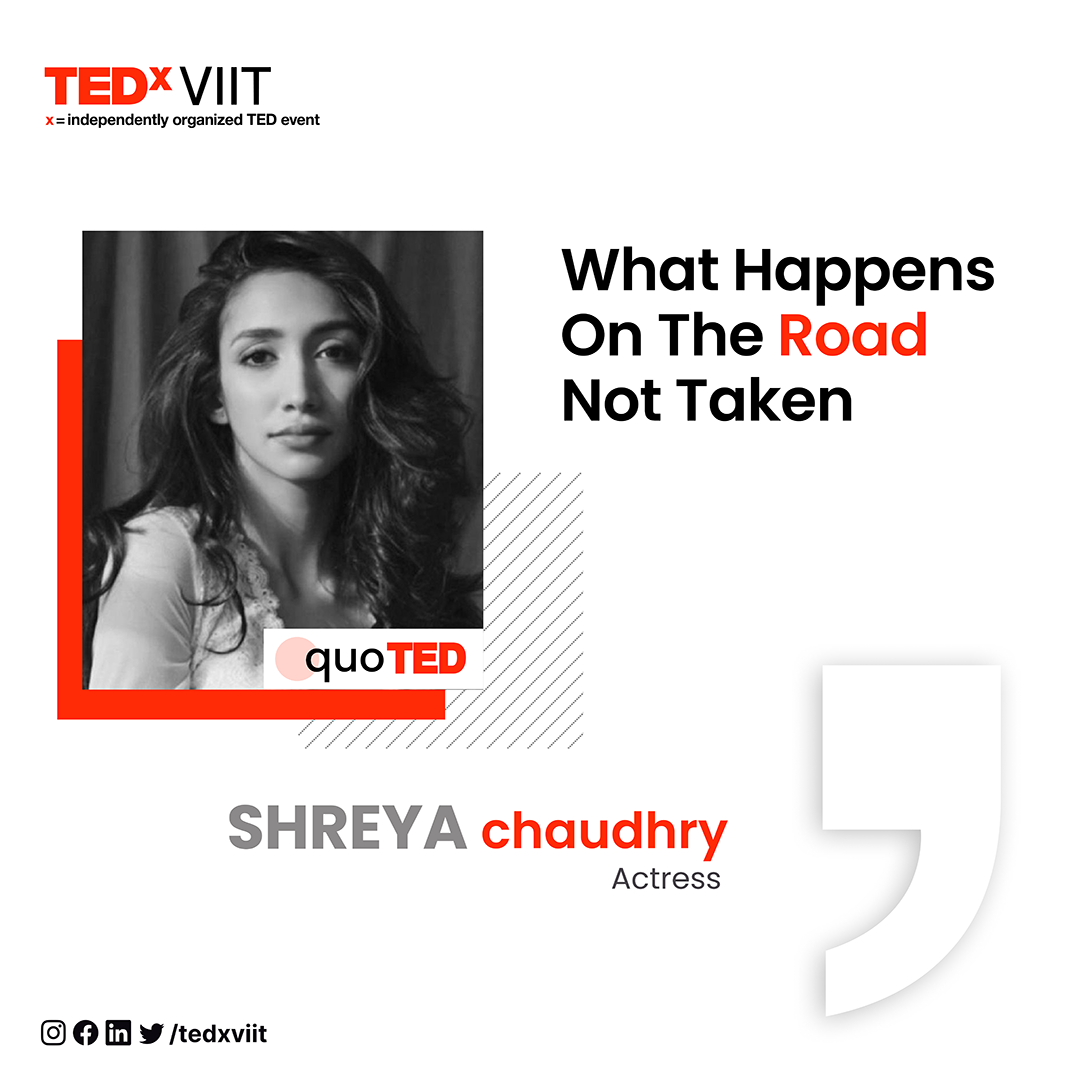 TEDx VIIT
x = independently organized TED event
What Happens
On The Road
Not Taken
quoTED
SHREYA chaudhry
Actress
/tedxviit